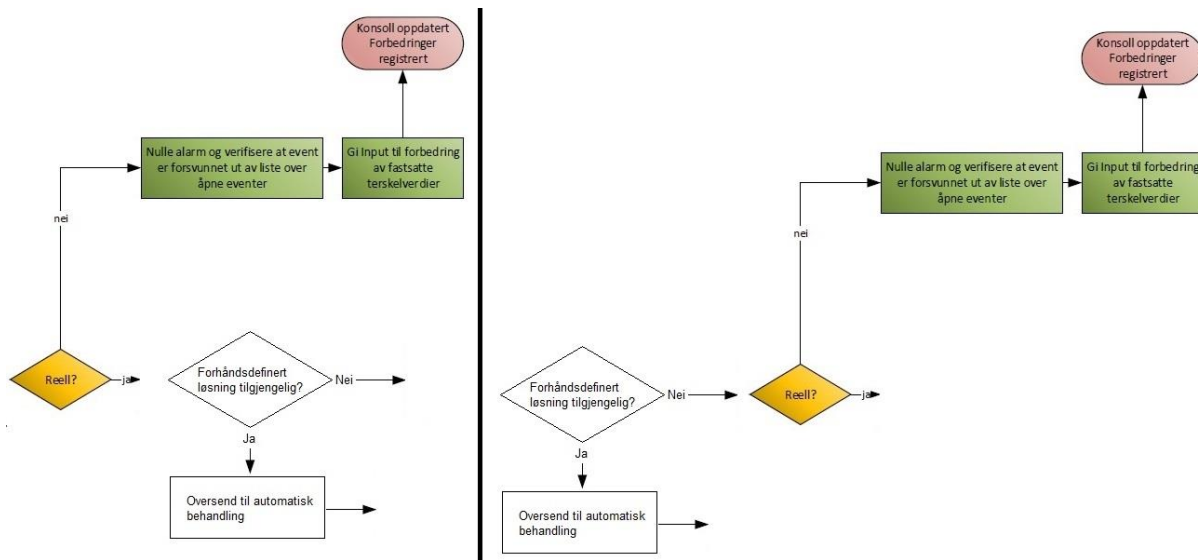 Konsoll oppdatert
Forbedringer
registrert
Nulle alarm og verifisere at event
er forsvunnet ut av liste over
åpne eventer
Gi Input til forbedring
av fastsatte
terskelverdier
nei
Reell?
ja
Forhåndsdefinert
løsning tilgjengelig?
Nei
Ja
Oversend til automatisk
behandling
Konsoll oppdatert
Forbedringer
registrert
Nulle alarm og verifisere at event
er forsvunnet ut av liste over
åpne eventer
Gi Input til forbedring
av fastsatte
terskelverdier
nei
Forhåndsdefinert
løsning tilgjengelig?
Nei
Reell?
ja
Ja
Oversend til automatisk
behandling